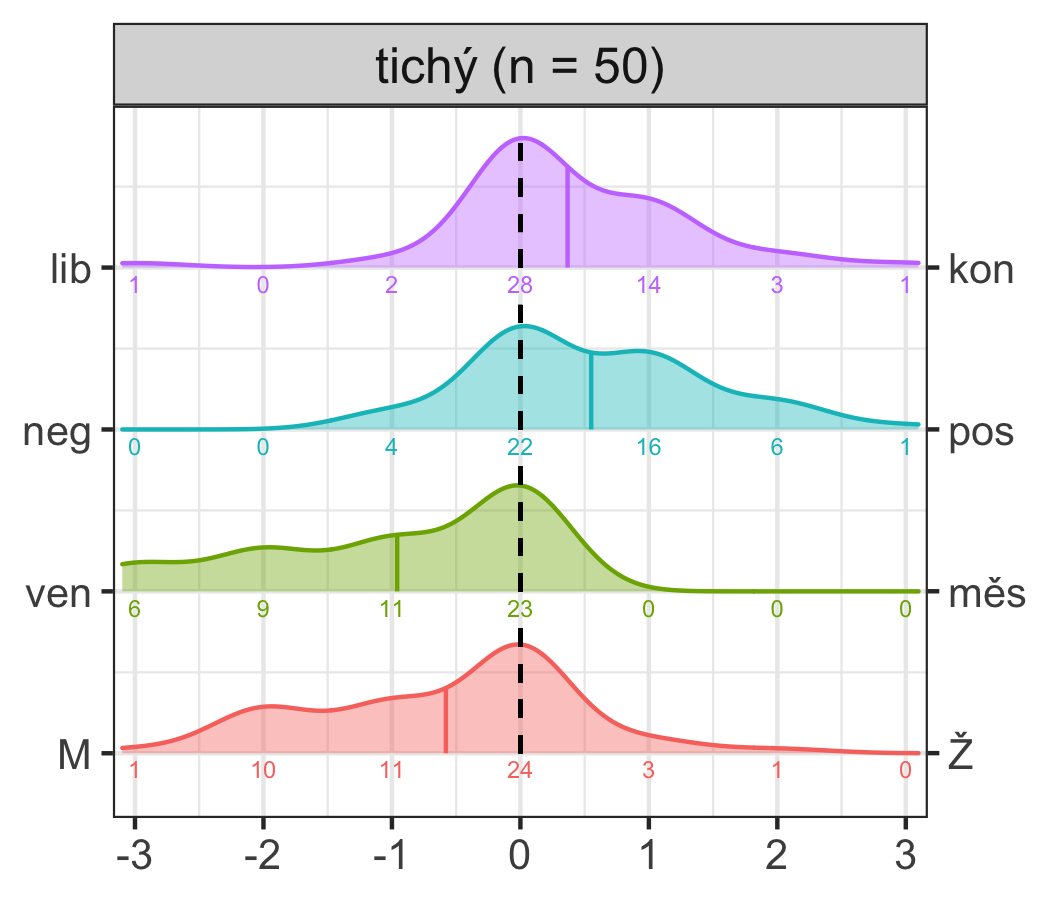 tichý (n = 50)
lib kon
1 0 2 28 14 3 1
neg pos
0 0 4 22 16 6 1
ven měs
6 9 11 23 0 0 0
M Ž
1 10 11 24 3 1 0
-3 -2 -1 0 1 2 3